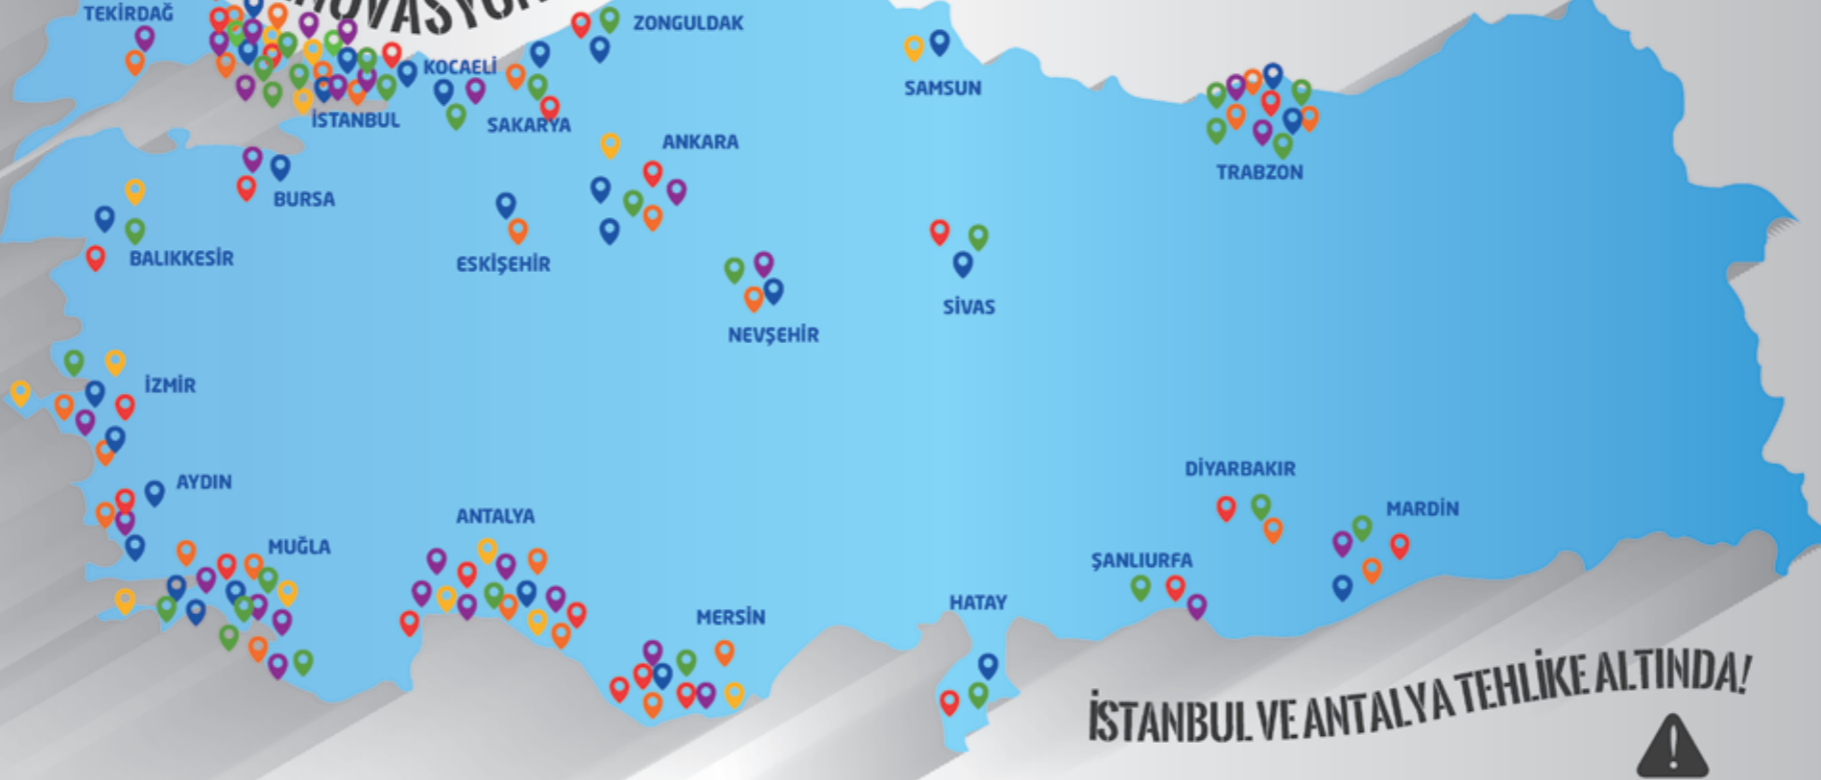 TEKİRDAĞ
ZONGULDAK
KOCAELİ
SAMSUN
İSTANBUL
SAKARYA
ANKARA
TRABZON
BURSA
BALIKKESİR
ESKİŞEHİR
SİVAS
NEVŞEHİR
İZMİR
DİYARBAKIR
AYDIN
MARDİN
ANTALYA
MUĞLA
ŞANLIURFA
HATAY
MERSİN
İSTANBUL VE ANTALYA TEHLİKE ALTINDA!